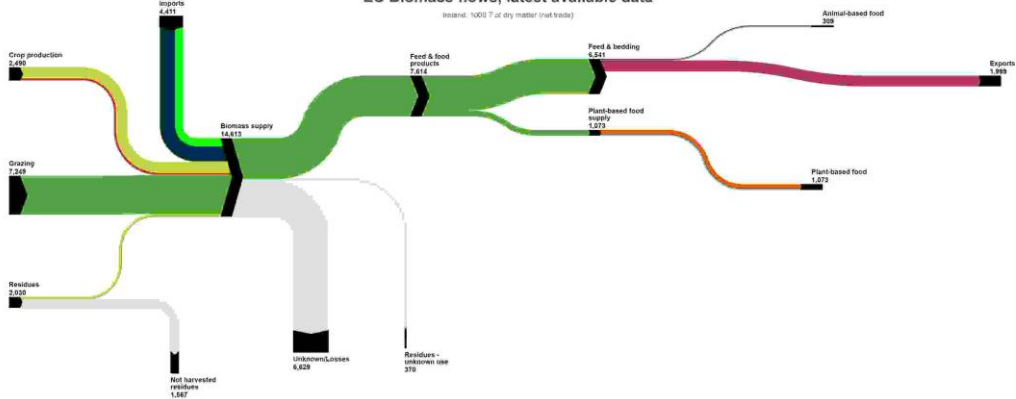 EU Biomass flows, latest available data
Ireland: 1000 T of dry matter (net trade)
Imports
4,411
Crop production
2,490
Grazing
7,249
Biomass supply
14,613
Feed & food
products
7,614
Feed & bedding
6,541
Animal-based food
309
Exports
1,999
Plant-based food
supply
1,073
Plant-based food
1,073
Residues
2,030
Not harvested
residues
1,567
Unknown/Losses
6,629
Residues -
unknown use
370